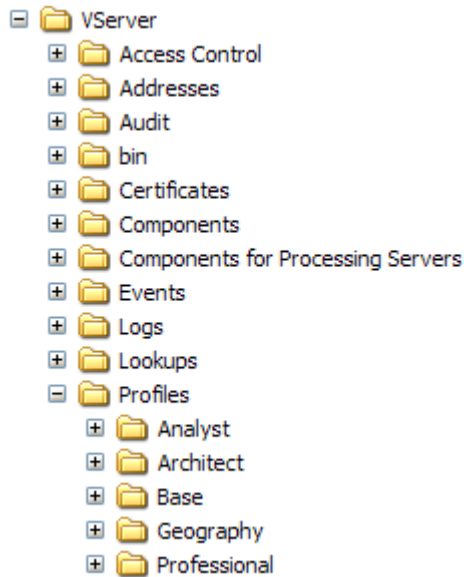 VServer
Access Control
Addresses
Audit
bin
Certificates
Components
Components for Processing Servers
Events
Logs
Lookups
Profiles
Analyst
Architect
Base
Geography
Professional